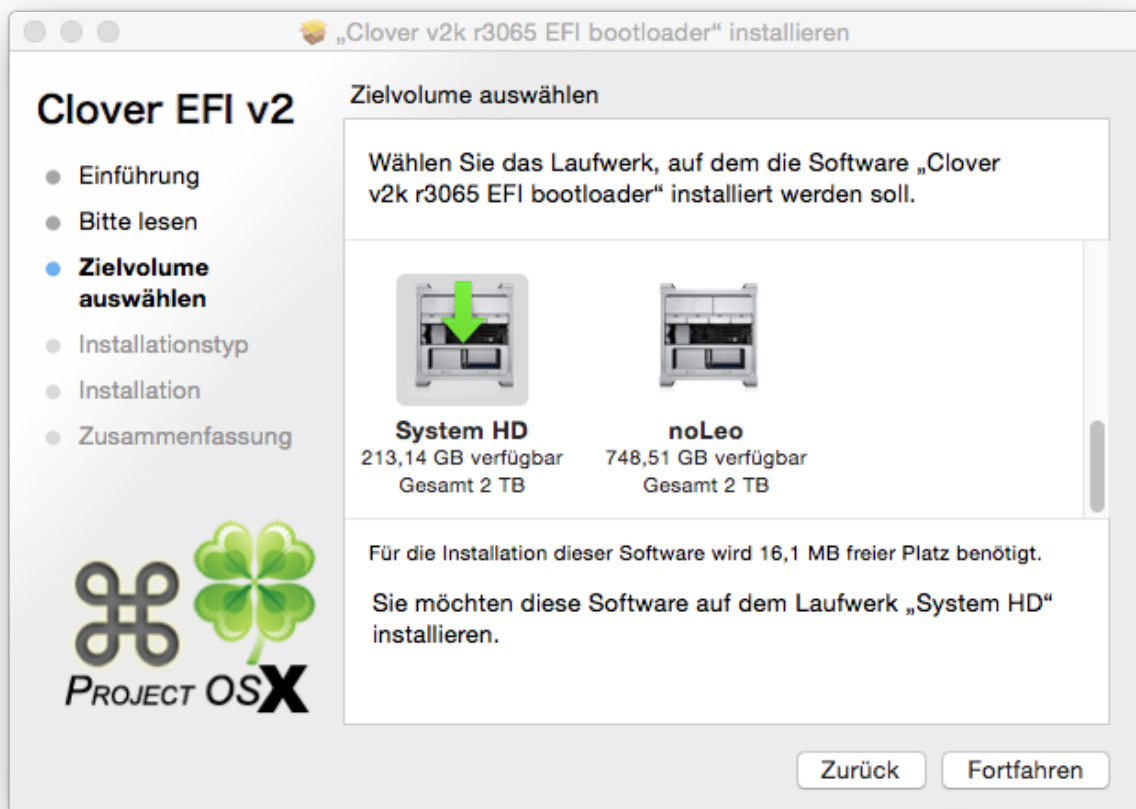 „Clover v2k r3065 EFI bootloader“ installieren
Clover EFI v2
Einführung
Bitte lesen
Zielvolume
auswählen
Installationstyp
Installation
Zusammenfassung
PROJECT OSX
Zielvolume auswählen
Wählen Sie das Laufwerk, auf dem die Software „Clover
v2k r3065 EFI bootloader“ installiert werden soll.
System HD
213,14 GB verfügbar
Gesamt 2 TB
noLeo
748,51 GB verfügbar
Gesamt 2 TB
Für die Installation dieser Software wird 16,1 MB freier Platz benötigt.
Sie möchten diese Software auf dem Laufwerk „System HD“
installieren.
Zurück
Fortfahren